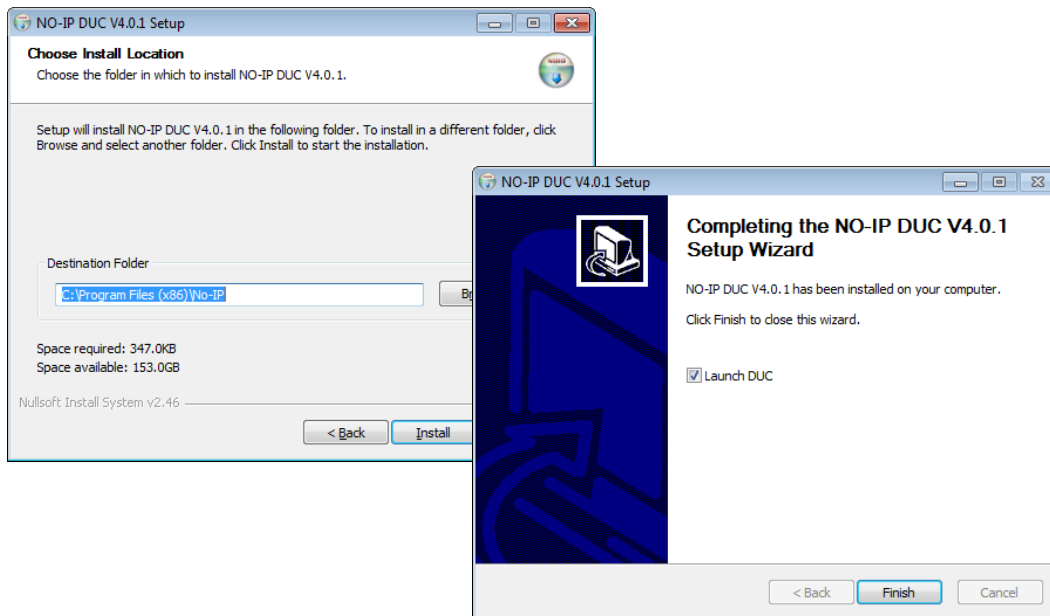 NO-IP DUC V4.0.1 Setup
Choose Install Location
Choose the folder in which to install NO-IP DUC V4.0.1.
Setup will install NO-IP DUC V4.0.1 in the following folder. To install in a different folder, click
Browse and select another folder. Click Install to start the installation.
Destination Folder
C:\Program Files (x86)\No-IP
Space required: 347.0KB
Space available: 153.0GB
Nullsoft Install System v2.46
< Back
Install
NO-IP DUC V4.0.1 Setup
Completing the NO-IP DUC V4.0.1
Setup Wizard
NO-IP DUC V4.0.1 has been installed on your computer.
Click Finish to close this wizard.
Launch DUC
< Back
Finish
Cancel